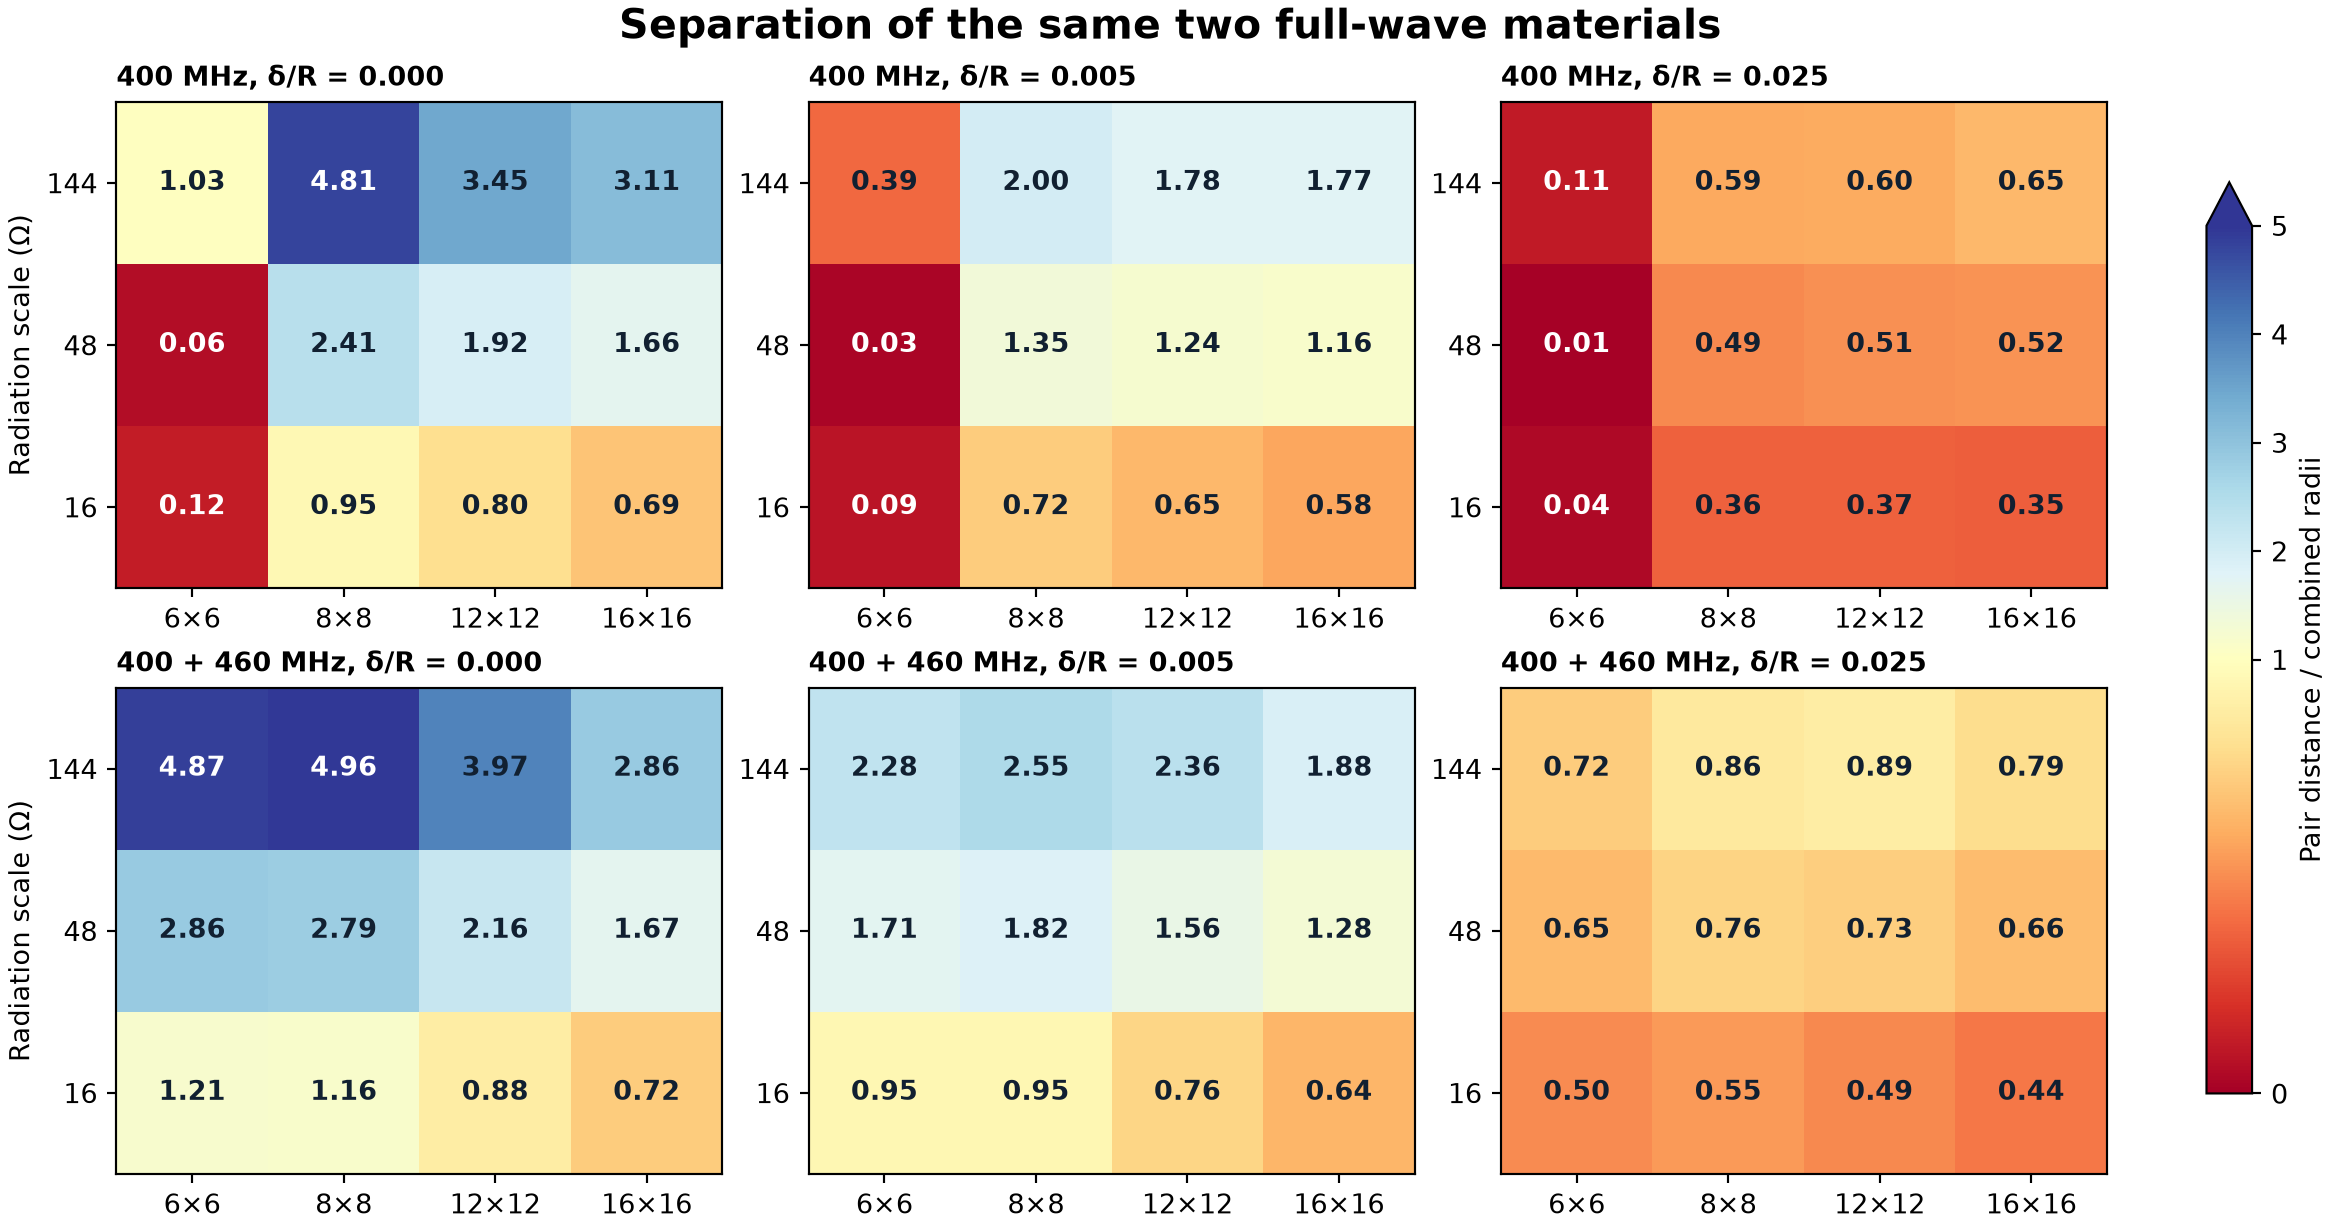 Separation of the same two full-wave materials
400 MHz, δ/R = 0.000
Radiation scale (Ω)
144 1.03 4.81 3.45 3.11
48 0.06 2.41 1.92 1.66
16 0.12 0.95 0.80 0.69
6×6 8×8 12×12 16×16
400 MHz, δ/R = 0.005
144 0.39 2.00 1.78 1.77
48 0.03 1.35 1.24 1.16
16 0.09 0.72 0.65 0.58
6×6 8×8 12×12 16×16
400 MHz, δ/R = 0.025
144 0.11 0.59 0.60 0.65
48 0.01 0.49 0.51 0.52
16 0.04 0.36 0.37 0.35
6×6 8×8 12×12 16×16
400 + 460 MHz, δ/R = 0.000
Radiation scale (Ω)
144 4.87 4.96 3.97 2.86
48 2.86 2.79 2.16 1.67
16 1.21 1.16 0.88 0.72
6×6 8×8 12×12 16×16
400 + 460 MHz, δ/R = 0.005
144 2.28 2.55 2.36 1.88
48 1.71 1.82 1.56 1.28
16 0.95 0.95 0.76 0.64
6×6 8×8 12×12 16×16
400 + 460 MHz, δ/R = 0.025
144 0.72 0.86 0.89 0.79
48 0.65 0.76 0.73 0.66
16 0.50 0.55 0.49 0.44
6×6 8×8 12×12 16×16
5
4
3
2
1
0
Pair distance / combined radii